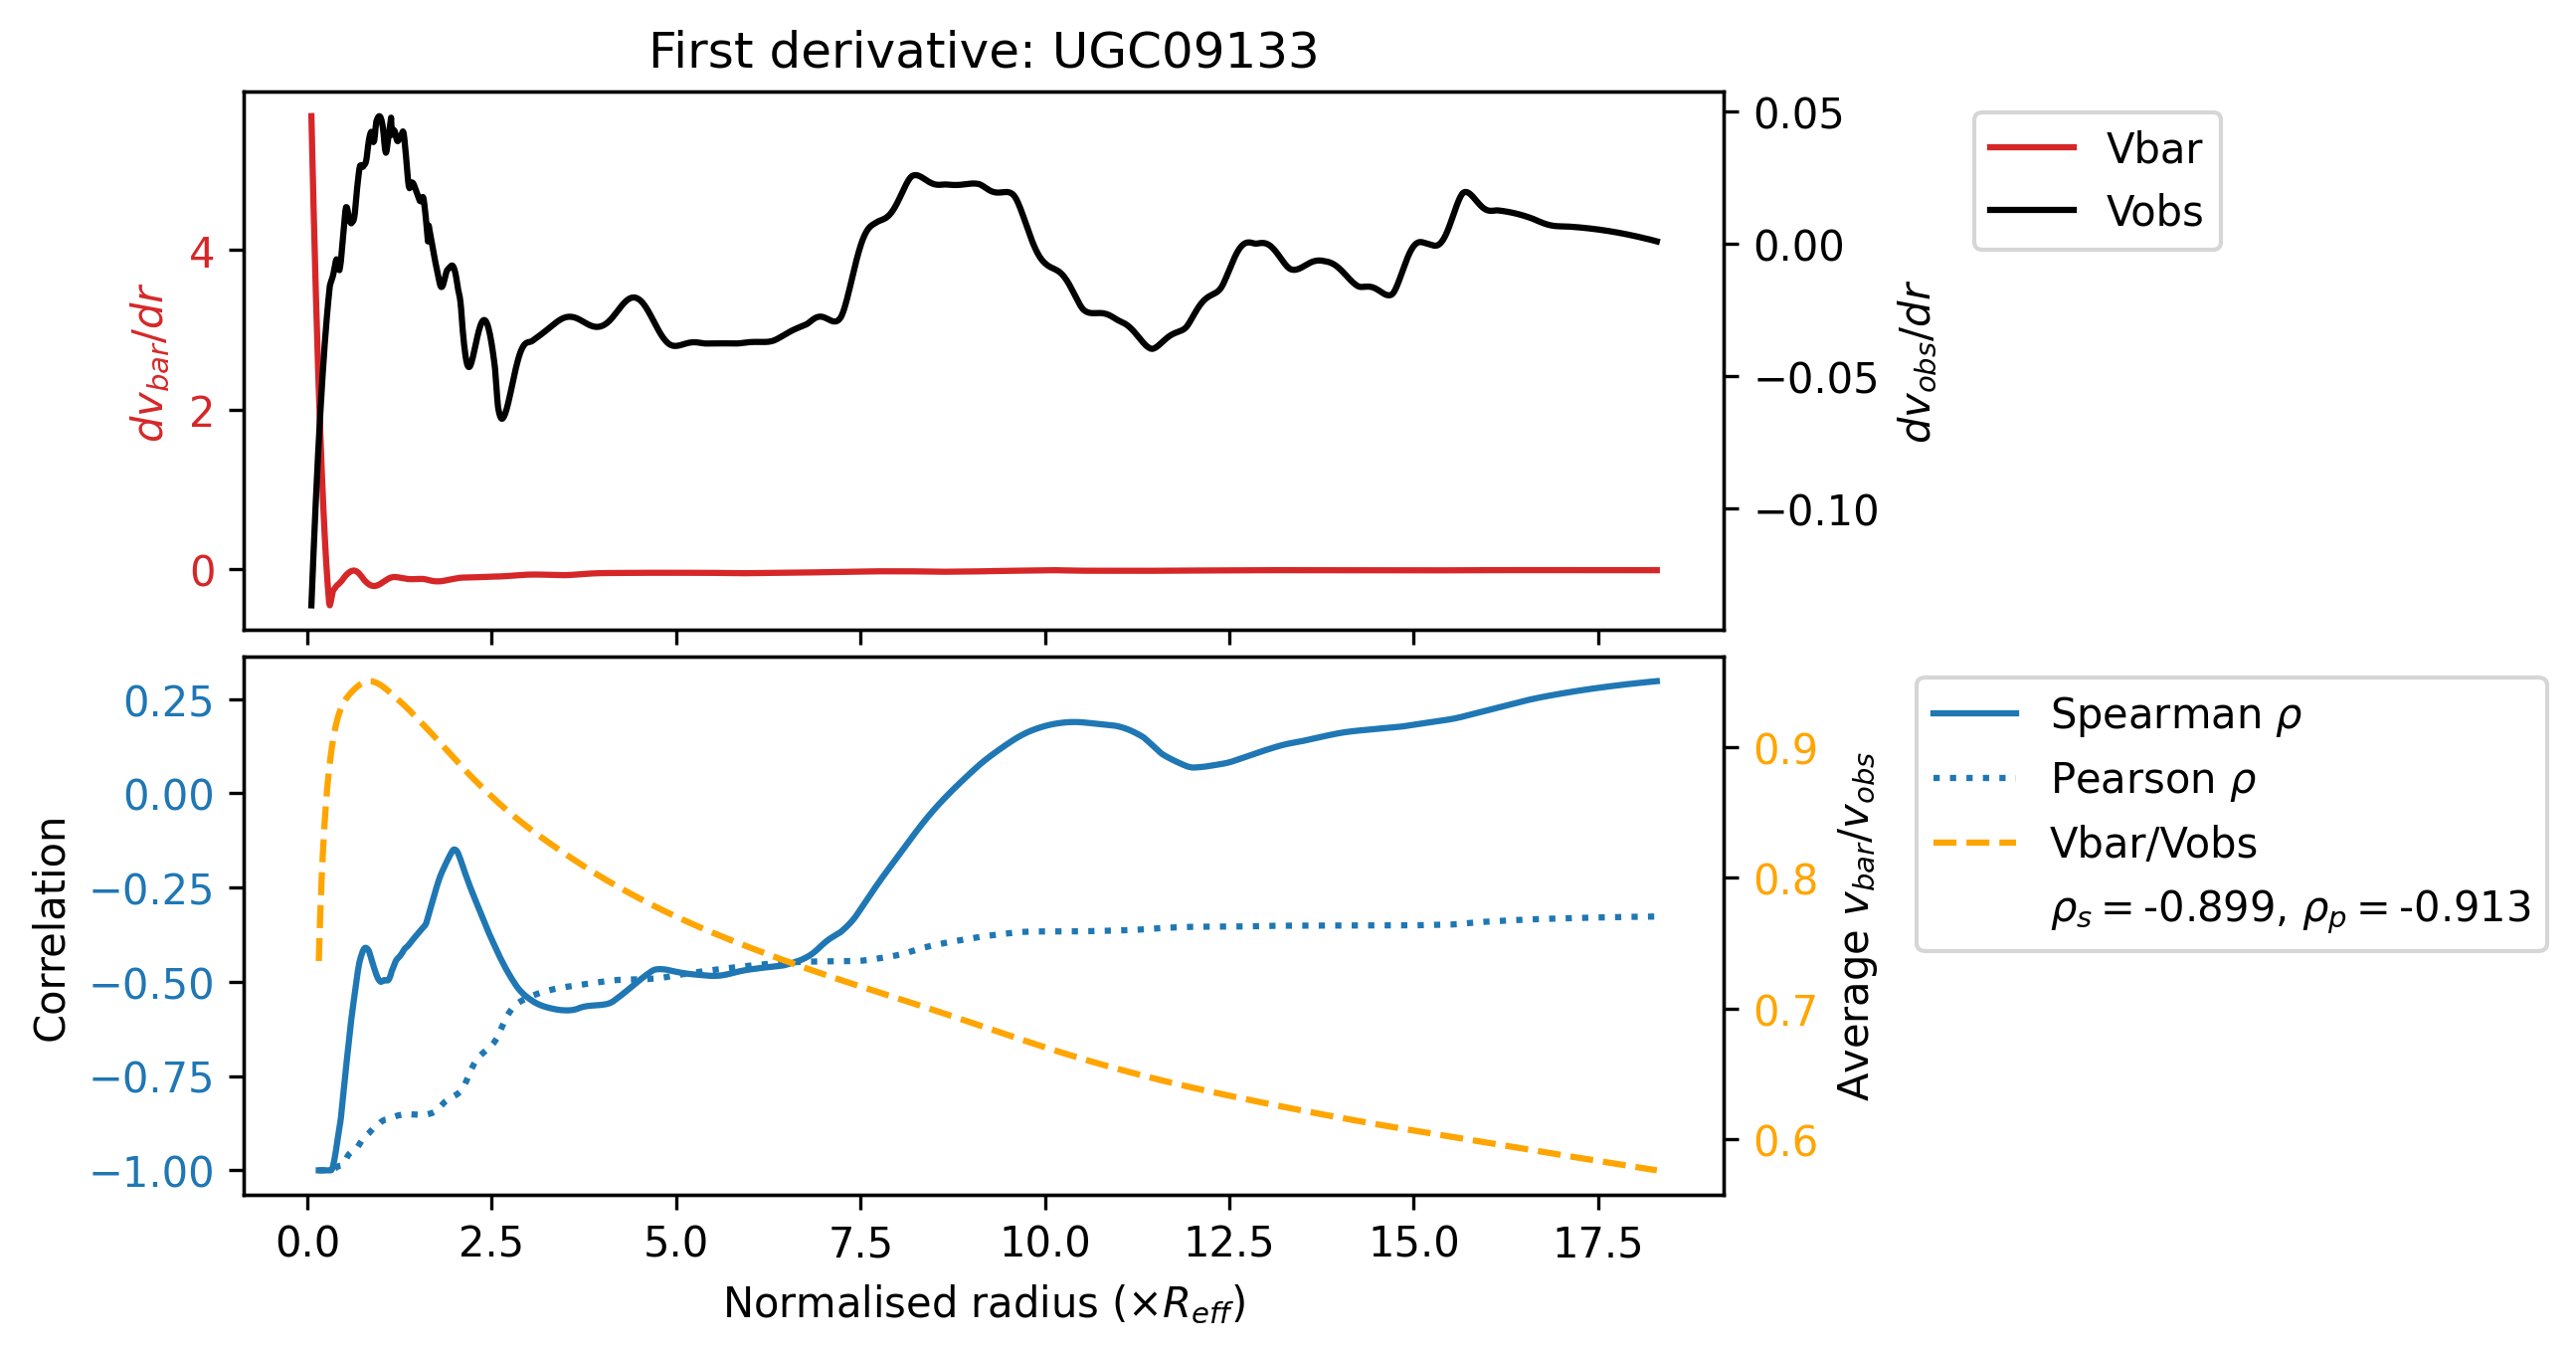 First derivative: UGC09133
dv_bar/dr
4
2
0
0.05
0.00
−0.05
−0.10
dv_obs/dr
Vbar
Vobs
Correlation
0.25
0.00
−0.25
−0.50
−0.75
−1.00
0.9
0.8
0.7
0.6
Average v_bar/v_obs
Spearman ρ
Pearson ρ
Vbar/Vobs
ρ_s = -0.899, ρ_p = -0.913
0.0 2.5 5.0 7.5 10.0 12.5 15.0 17.5
Normalised radius (×R_eff)